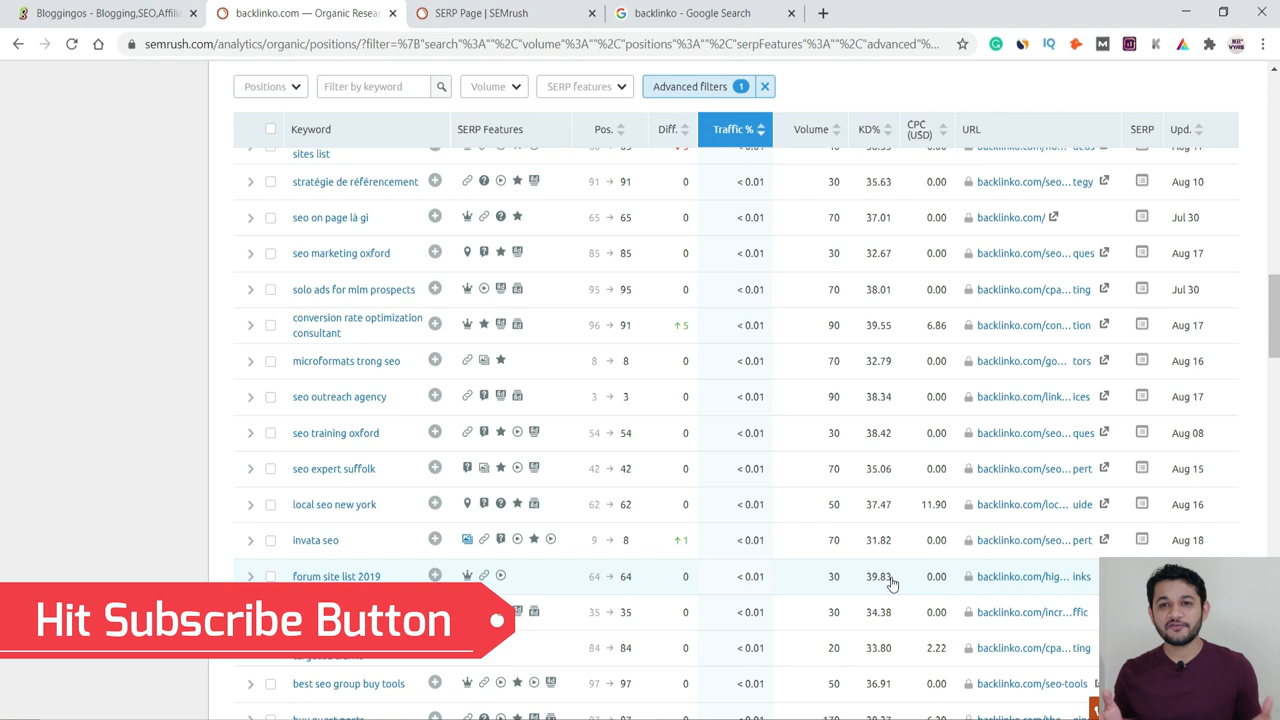 Bloggingos - Blogging,SEO,Affilia
backlinko.com — Organic Resea
SERP Page | SEMrush
backlinko - Google Search
semrush.com/analytics/organic/positions/?filter=%7B"search"%3A""%2C"volume"%3A""%2C"positions"%3A""%2C"serpFeatures"%3A""%2C"advanced"%...
Positions
Filter by keyword
Volume
SERP features
Advanced filters 1
Keyword SERP Features Pos. Diff. Traffic % Volume KD% CPC (USD) URL SERP Upd.
sites list
stratégie de référencement 91 → 91 0 < 0.01 30 35.63 0.00 backlinko.com/seo... tegy Aug 10
seo on page là gì 65 → 65 0 < 0.01 70 37.01 0.00 backlinko.com/ Jul 30
seo marketing oxford 85 → 85 0 < 0.01 30 32.67 0.00 backlinko.com/seo... ques Aug 17
solo ads for mlm prospects 95 → 95 0 < 0.01 70 38.01 0.00 backlinko.com/cpa... ting Jul 30
conversion rate optimization
consultant 96 → 91 ↑ 5 < 0.01 90 39.55 6.86 backlinko.com/con... tion Aug 17
microformats trong seo 8 → 8 0 < 0.01 70 32.79 0.00 backlinko.com/go... tors Aug 16
seo outreach agency 3 → 3 0 < 0.01 90 38.34 0.00 backlinko.com/link... ices Aug 17
seo training oxford 54 → 54 0 < 0.01 30 38.42 0.00 backlinko.com/seo... ques Aug 08
seo expert suffolk 42 → 42 0 < 0.01 70 35.06 0.00 backlinko.com/seo... pert Aug 15
local seo new york 62 → 62 0 < 0.01 50 37.47 11.90 backlinko.com/loc... uide Aug 16
invata seo 9 → 8 ↑ 1 < 0.01 70 31.82 0.00 backlinko.com/seo... pert Aug 18
forum site list 2019 64 → 64 0 < 0.01 30 39.83 0.00 backlinko.com/hig... inks
Hit Subscribe Button
35 → 35 0 < 0.01 30 34.38 0.00 backlinko.com/incr... ffic
84 → 84 0 < 0.01 20 33.80 2.22 backlinko.com/cpa... ting
best seo group buy tools 97 → 97 0 < 0.01 50 36.91 0.00 backlinko.com/seo-tools
buy guest posts